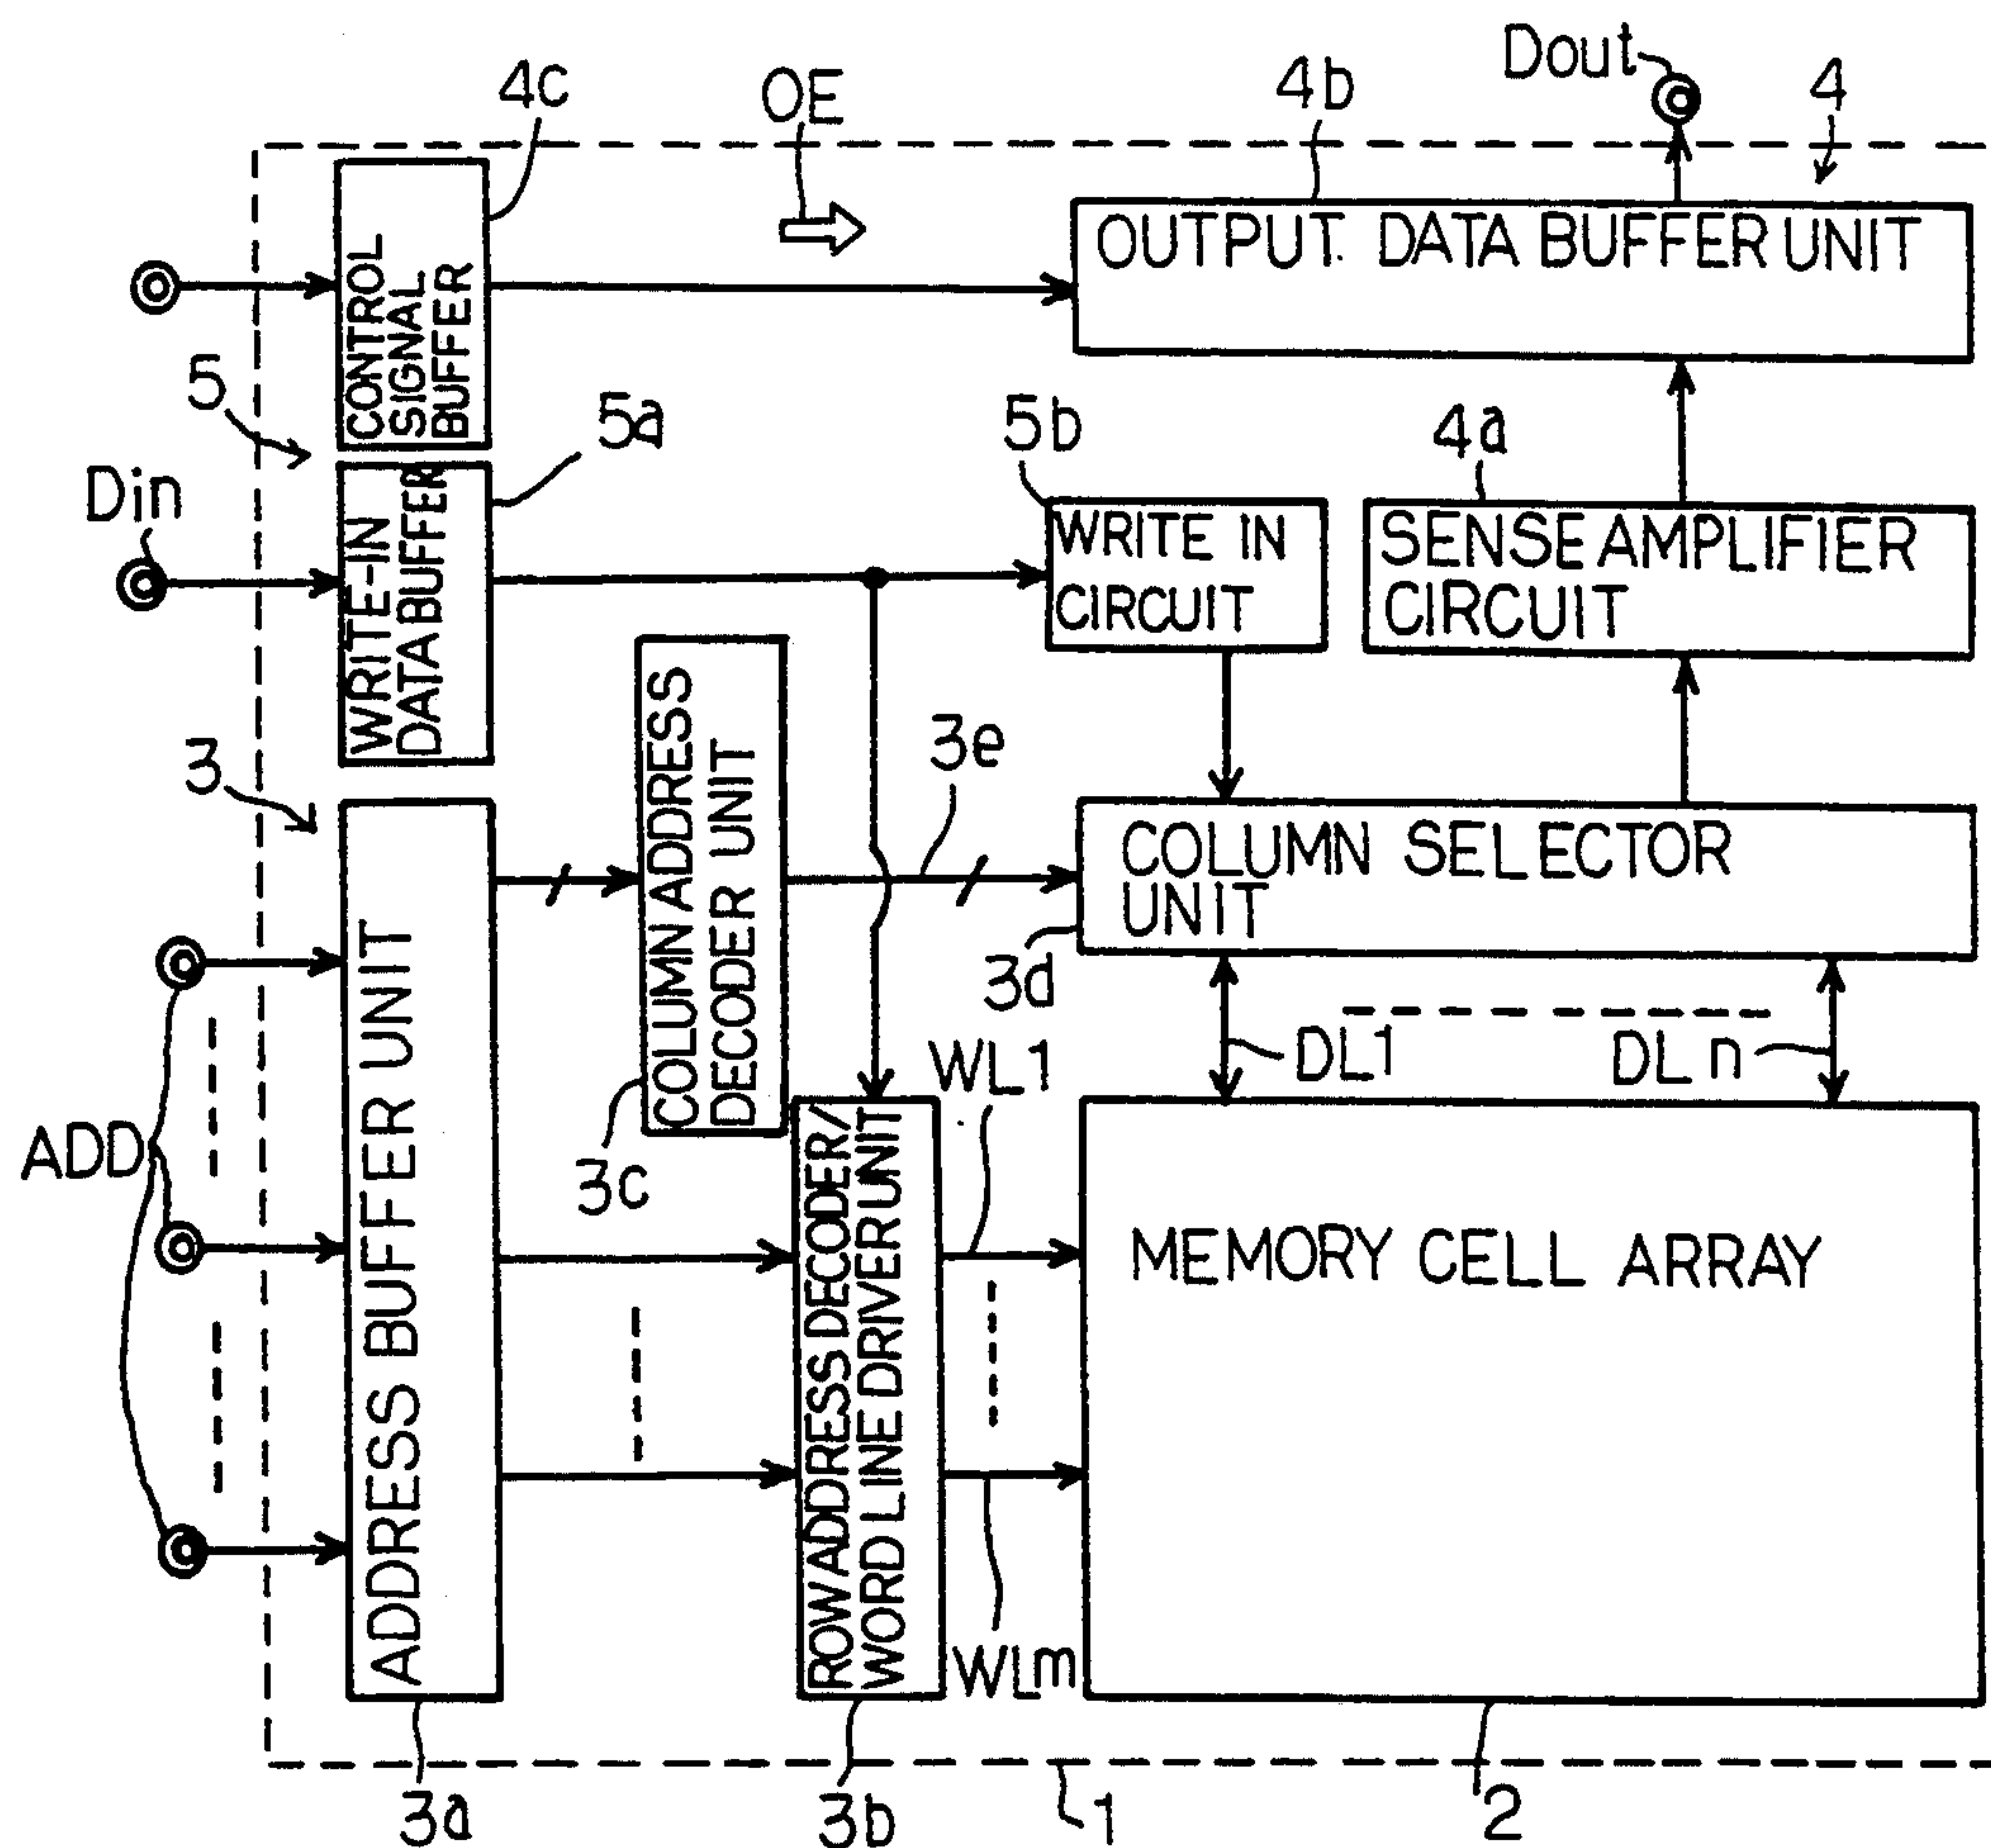 4c
OE
4b
Dout
4
CONTROL
SIGNAL
BUFFER
OUTPUT DATA BUFFER UNIT
5
5a
5b
4a
Din
WRITE-IN
DATA BUFFER
WRITE IN
CIRCUIT
SENSE AMPLIFIER
CIRCUIT
3
COLUMN ADDRESS
DECODER UNIT
3e
COLUMN SELECTOR
UNIT
3d
3c
ADD
ADDRESS BUFFER UNIT
WL1
DL1
DLn
ROW ADDRESS DECODER/
WORD LINE DRIVER UNIT
MEMORY CELL ARRAY
WLm
3a
3b
1
2